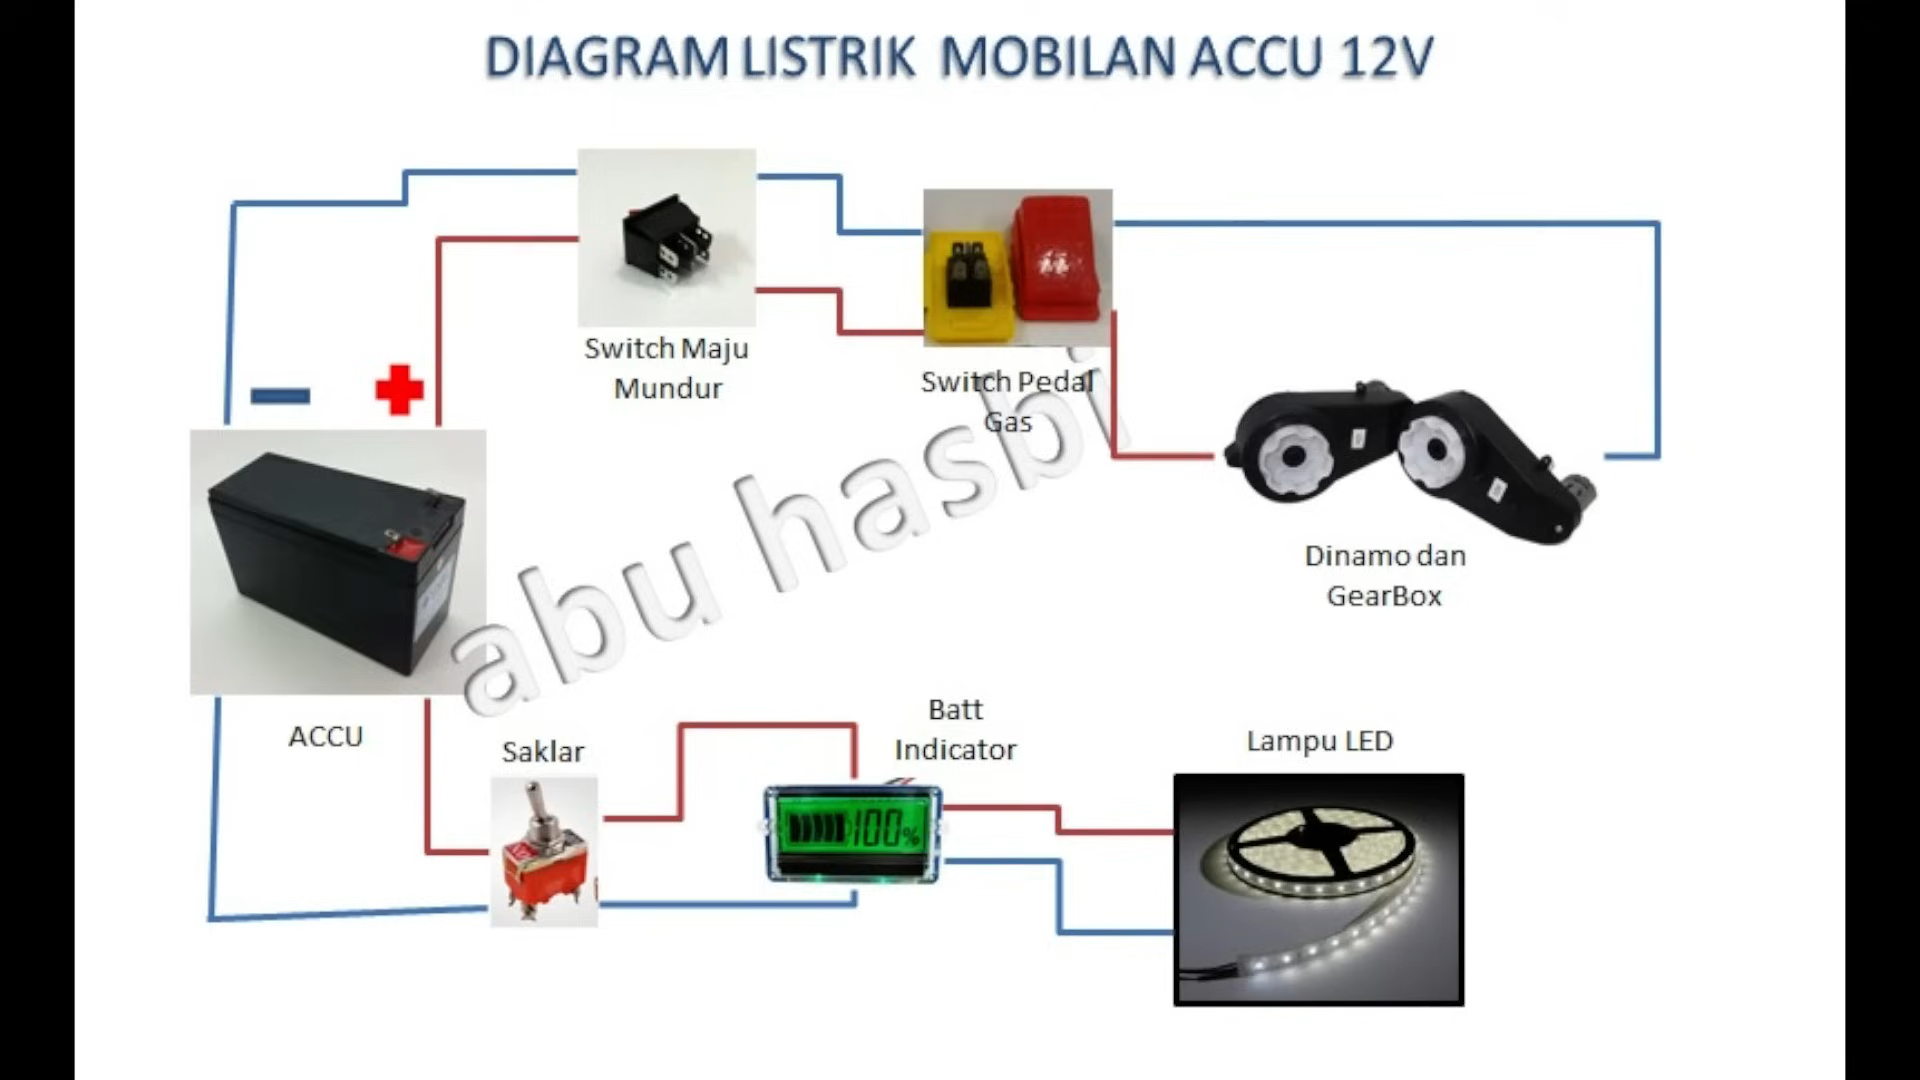 DIAGRAM LISTRIK MOBILAN ACCU 12V
Switch Maju
Mundur
Switch Pedal
Gas
abu hasbi
Dinamo dan
GearBox
ACCU
Saklar
Batt
Indicator
100%
Lampu LED